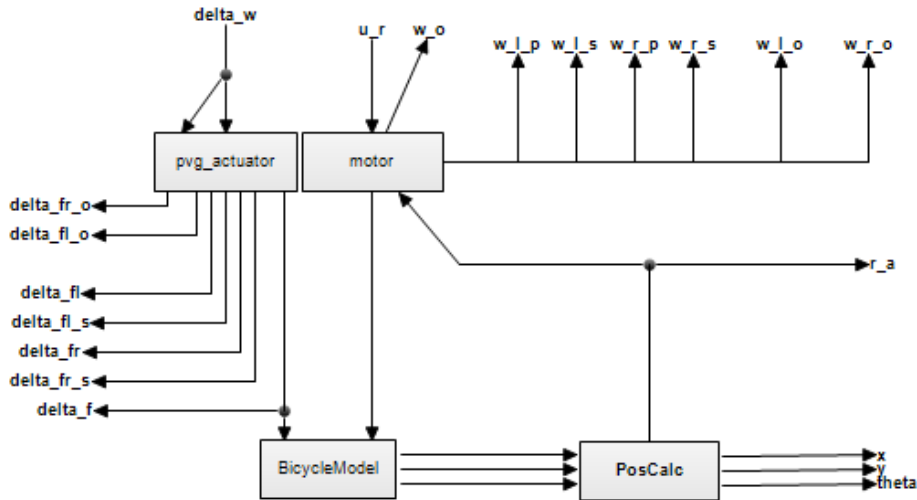 delta_w
u_r
w_o
w_l_p
w_l_s
w_r_p
w_r_s
w_l_o
w_r_o
pvg_actuator
motor
delta_fr_o
delta_fl_o
r_a
delta_fl
delta_fl_s
delta_fr
delta_fr_s
delta_f
BicycleModel
PosCalc
x
y
theta